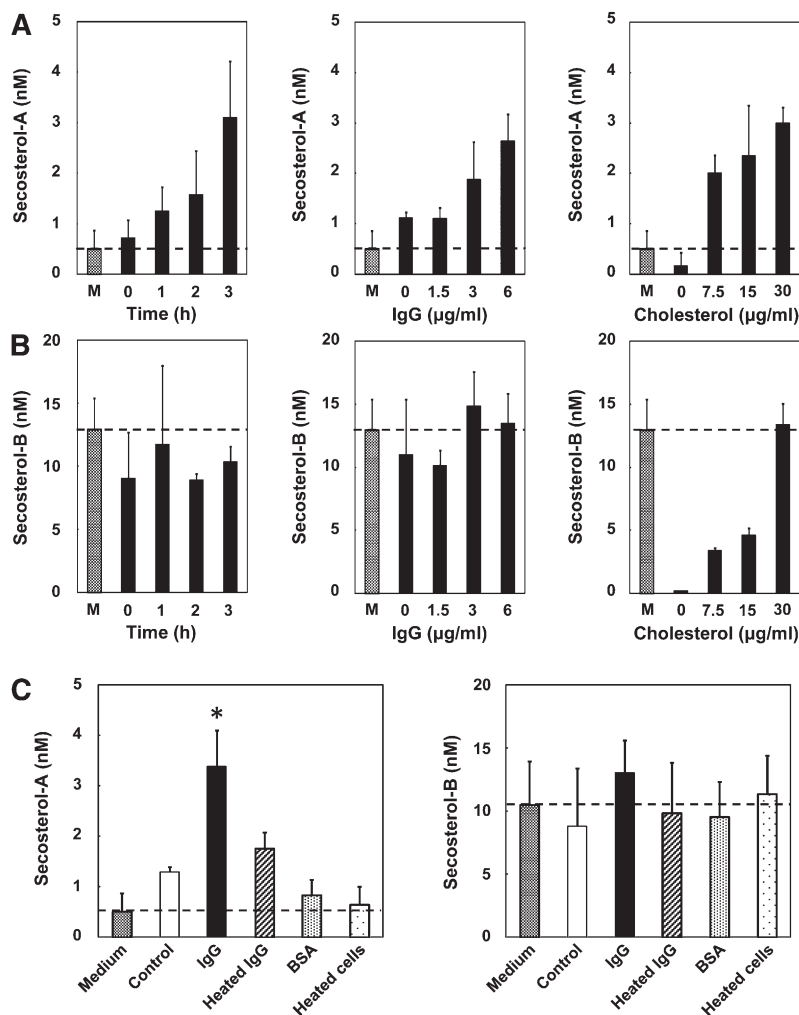 A
Secosterol-A (nM)
5
4
3
2
1
0
M 0 1 2 3
Time (h)
Secosterol-A (nM)
5
4
3
2
1
0
M 0 1.5 3 6
IgG (µg/ml)
Secosterol-A (nM)
5
4
3
2
1
0
M 0 7.5 15 30
Cholesterol (µg/ml)
B
Secosterol-B (nM)
20
15
10
5
0
M 0 1 2 3
Time (h)
Secosterol-B (nM)
20
15
10
5
0
M 0 1.5 3 6
IgG (µg/ml)
Secosterol-B (nM)
20
15
10
5
0
M 0 7.5 15 30
Cholesterol (µg/ml)
C
Secosterol-A (nM)
5
4
3
2
1
0
*
Medium
Control
IgG
Heated IgG
BSA
Heated cells
Secosterol-B (nM)
20
15
10
5
0
Medium
Control
IgG
Heated IgG
BSA
Heated cells